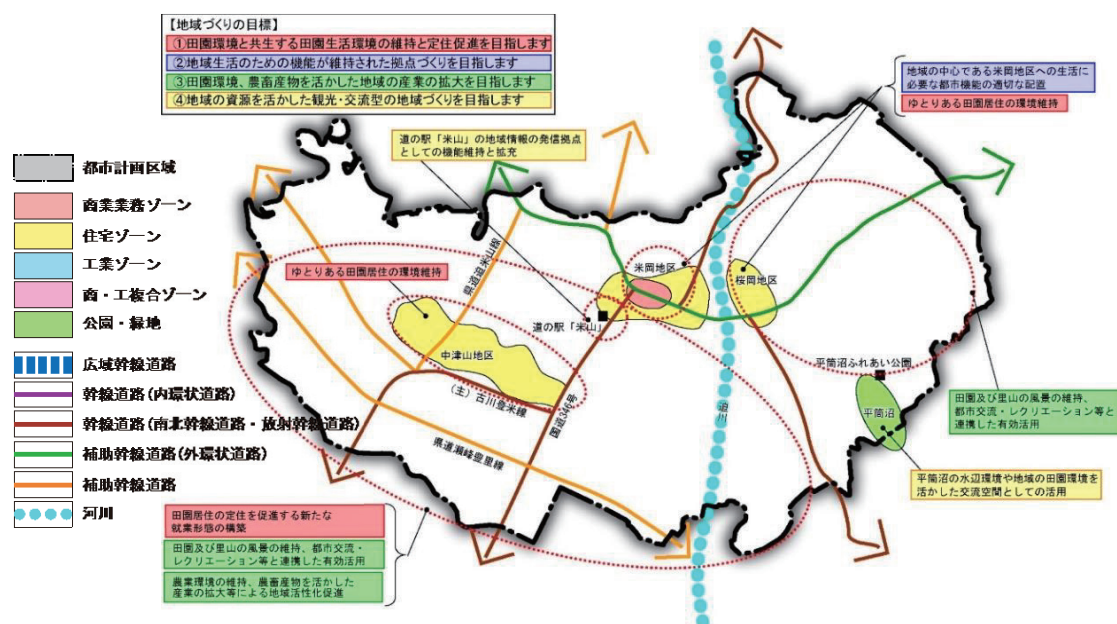 【地域づくりの目標】
①田園環境と共生する田園生活環境の維持と定住促進を目指します
②地域生活のための機能が維持された拠点づくりを目指します
③田園環境、農畜産物を活かした地域の産業の拡大を目指します
④地域の資源を活かした観光・交流型の地域づくりを目指します
地域の中心である米岡地区への生活に
必要な都市機能の適切な配置
ゆとりある田園居住の環境維持
道の駅「米山」の地域情報の発信拠点
としての機能維持と拡充
都市計画区域
商業業務ゾーン
住宅ゾーン
工業ゾーン
商・工複合ゾーン
公園・緑地
広域幹線道路
幹線道路(内環状道路)
幹線道路(南北幹線道路・放射幹線道路)
補助幹線道路(外環状道路)
補助幹線道路
河川
県道迫米山線
ゆとりある田園居住の環境維持
米岡地区
桜岡地区
道の駅「米山」
中津山地区
(主)古川登米線
国道346号
県道瀬峰豊里線
平筒沼ふれあい公園
平筒沼
田園及び里山の風景の維持、
都市交流・レクリエーション等と
連携した有効活用
平筒沼の水辺環境や地域の田園環境を
活かした交流空間としての活用
田園居住の定住を促進する新たな
就業形態の構築
田園及び里山の風景の維持、都市交流・
レクリエーション等と連携した有効活用
農業環境の維持、農畜産物を活かした
産業の拡大等による地域活性化促進